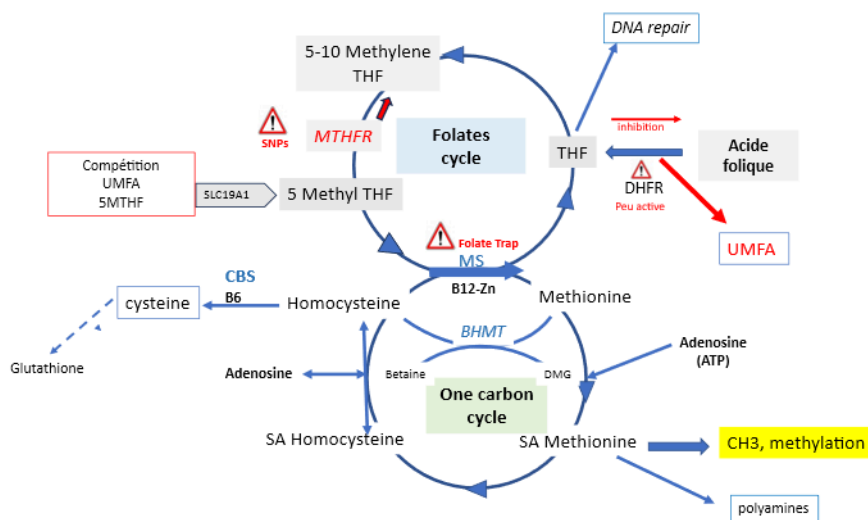 DNA repair
5-10 Methylene
THF
SNPs
MTHFR
Folates
cycle
THF
inhibition
Acide
folique
DHFR
Peu active
Compétition
UMFA
5MTHF
SLC19A1
5 Methyl THF
UMFA
Folate Trap
MS
B12-Zn
CBS
B6
cysteine
Homocysteine
Methionine
BHMT
Glutathione
Adenosine
Betaine
DMG
Adenosine
(ATP)
One carbon
cycle
SA Homocysteine
SA Methionine
CH3, methylation
polyamines